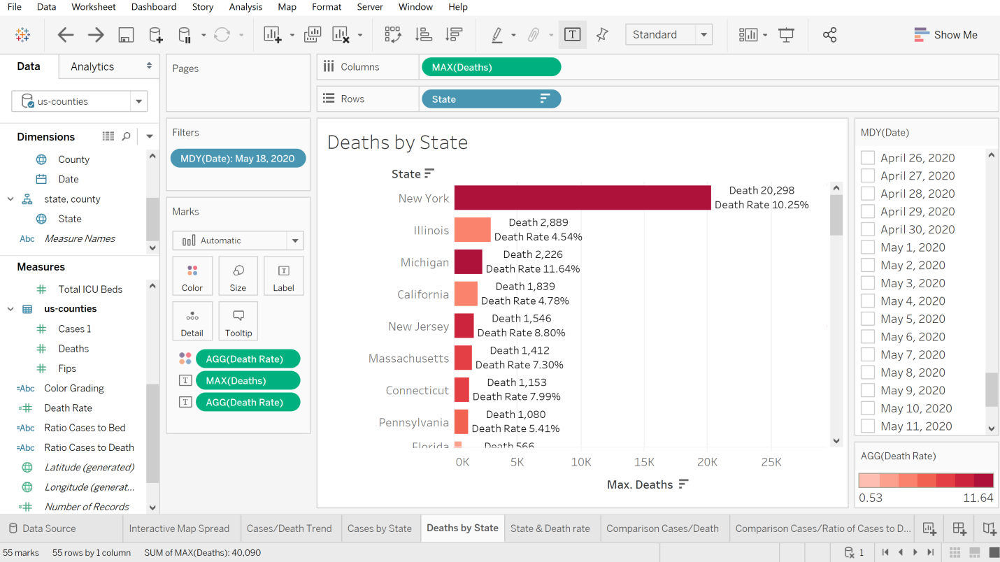 File Data Worksheet Dashboard Story Analysis Map Format Server Window Help
Standard
Show Me
Data Analytics
us-counties
Dimensions
County
Date
state, county
State
Abc Measure Names
Measures
Total ICU Beds
us-counties
Cases 1
Deaths
Fips
=Abc Color Grading
=# Death Rate
=Abc Ratio Cases to Bed
=Abc Ratio Cases to Death
Latitude (generated)
Longitude (generat...
=# Number of Records
Pages
Filters
MDY(Date): May 18, 2020
Marks
Automatic
Color Size Label
Detail Tooltip
AGG(Death Rate)
MAX(Deaths)
AGG(Death Rate)
Columns MAX(Deaths)
Rows State
Deaths by State
State
New York Death 20,298
Death Rate 10.25%
Illinois Death 2,889
Death Rate 4.54%
Michigan Death 2,226
Death Rate 11.64%
California Death 1,839
Death Rate 4.78%
New Jersey Death 1,546
Death Rate 8.80%
Massachusetts Death 1,412
Death Rate 7.30%
Connecticut Death 1,153
Death Rate 7.99%
Pennsylvania Death 1,080
Death Rate 5.41%
Florida Death 566
0K 5K 10K 15K 20K 25K
Max. Deaths
MDY(Date)
April 26, 2020
April 27, 2020
April 28, 2020
April 29, 2020
April 30, 2020
May 1, 2020
May 2, 2020
May 3, 2020
May 4, 2020
May 5, 2020
May 6, 2020
May 7, 2020
May 8, 2020
May 9, 2020
May 10, 2020
May 11, 2020
AGG(Death Rate)
0.53 11.64
Data Source Interactive Map Spread Cases/Death Trend Cases by State Deaths by State State & Death rate Comparison Cases/Death Comparison Cases/Ratio of Cases to D...
55 marks 55 rows by 1 column SUM of MAX(Deaths): 40,090 1